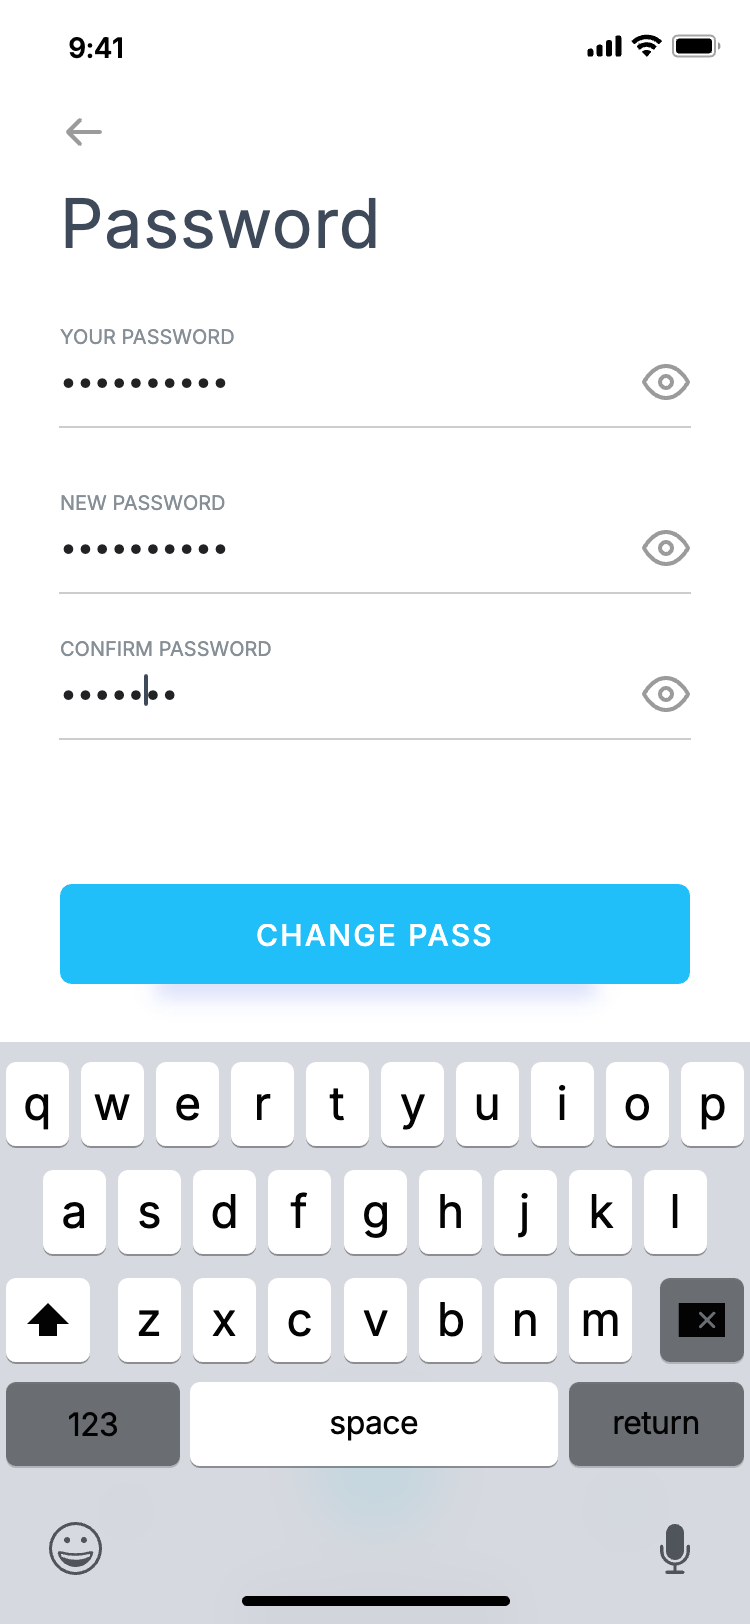 9:41
Password
YOUR PASSWORD
••••••••••
NEW PASSWORD
••••••••••
CONFIRM PASSWORD
•••••••
CHANGE PASS
q w e r t y u i o p
a s d f g h j k l
z x c v b n m
123 space return